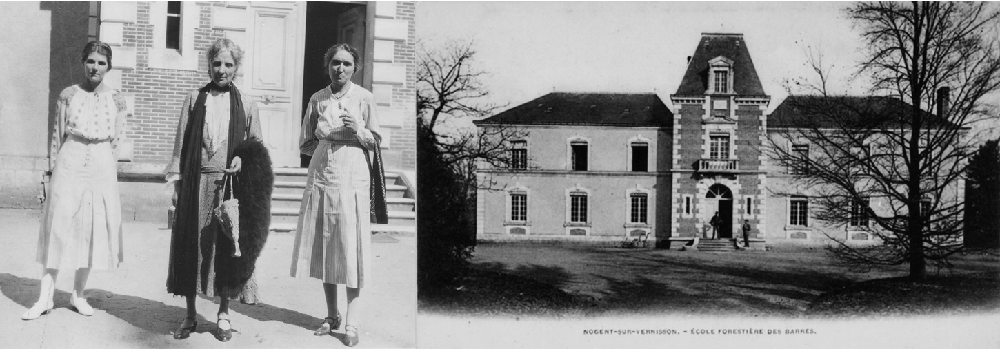 NOGENT-SUR-VERNISSON. - ÉCOLE FORESTIÈRE DES BARRES.